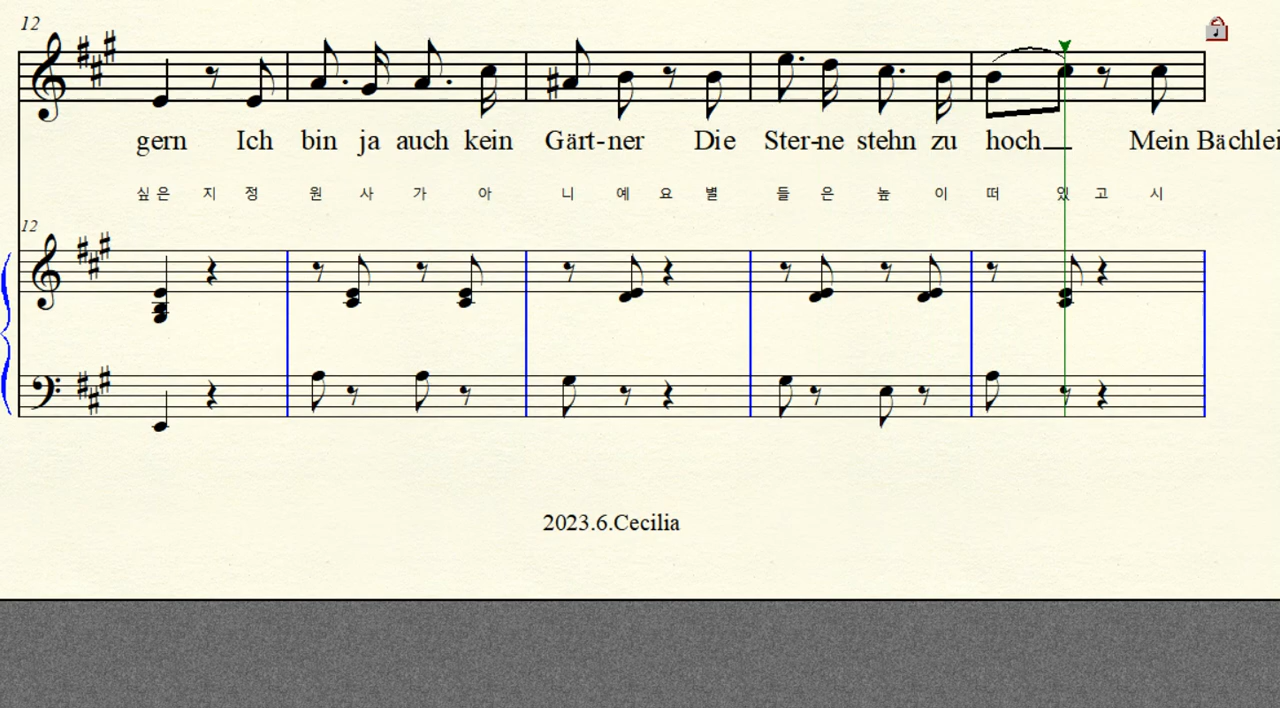 12
gern Ich bin ja auch kein Gärt-ner Die Ster-ne stehn zu hoch Mein Bächlei
싶 은 지 정 원 사 가 아 니 예 요 별 들 은 높 이 떠 있 고 시
12
2023.6.Cecilia